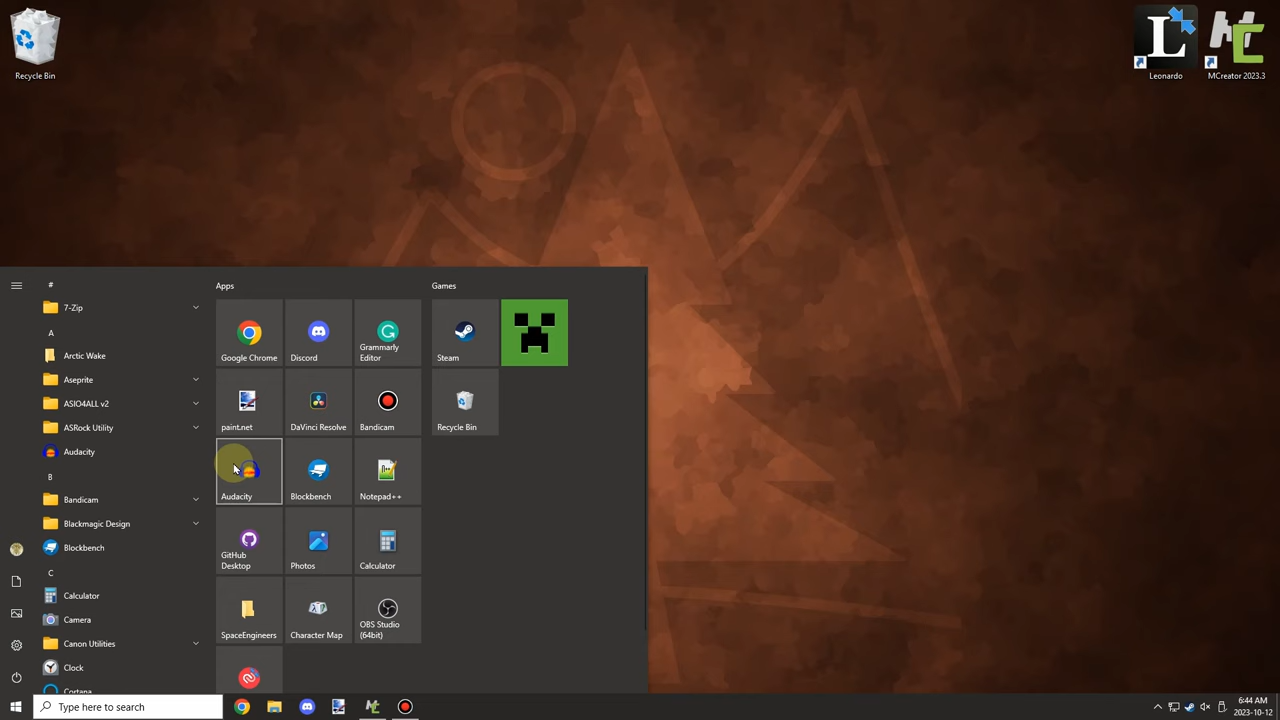 Recycle Bin
L
Leonardo
MCreator 2023.3
#
7-Zip
A
Arctic Wake
Aseprite
ASIO4ALL v2
ASRock Utility
Audacity
B
Bandicam
Blackmagic Design
Blockbench
C
Calculator
Camera
Canon Utilities
Clock
Cortana
Apps
Google Chrome
Discord
Grammarly
Editor
paint.net
DaVinci Resolve
Bandicam
Audacity
Blockbench
Notepad++
GitHub
Desktop
Photos
Calculator
SpaceEngineers
Character Map
OBS Studio
(64bit)
Games
Steam
Recycle Bin
Type here to search
6:44 AM
2023-10-12